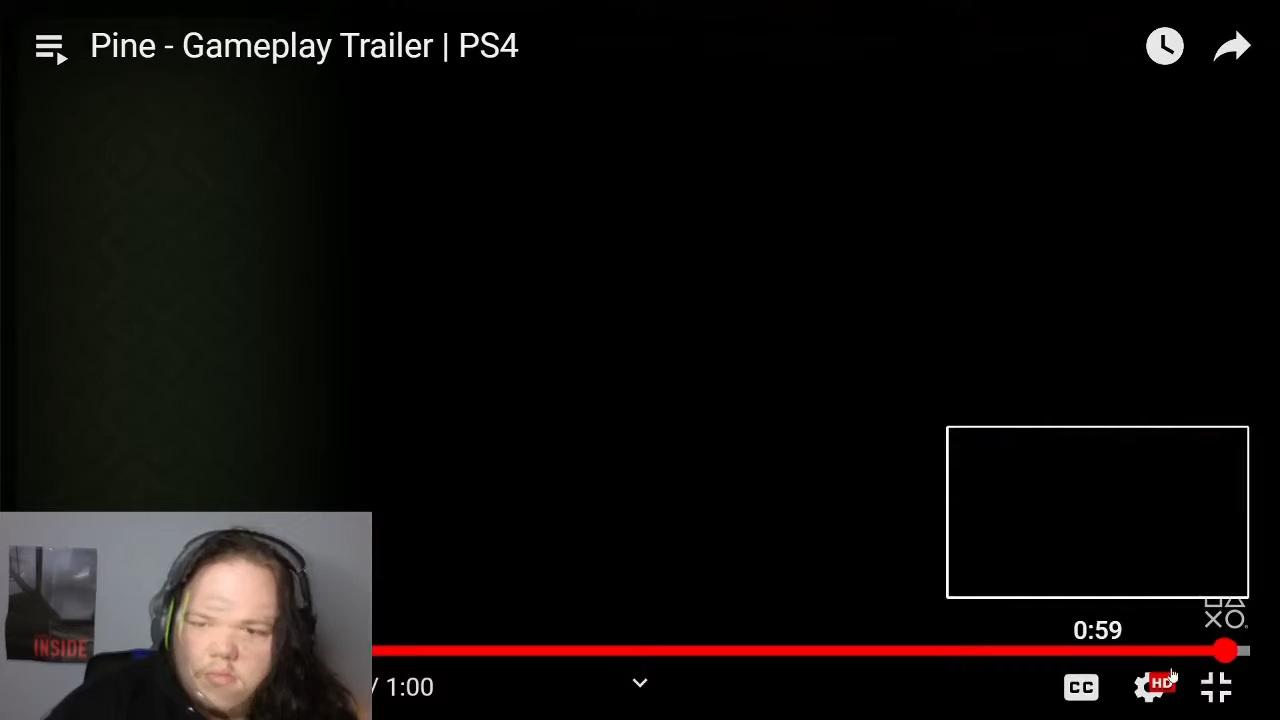 Pine - Gameplay Trailer | PS4
INSIDE
0:59
/ 1:00
CC
HD